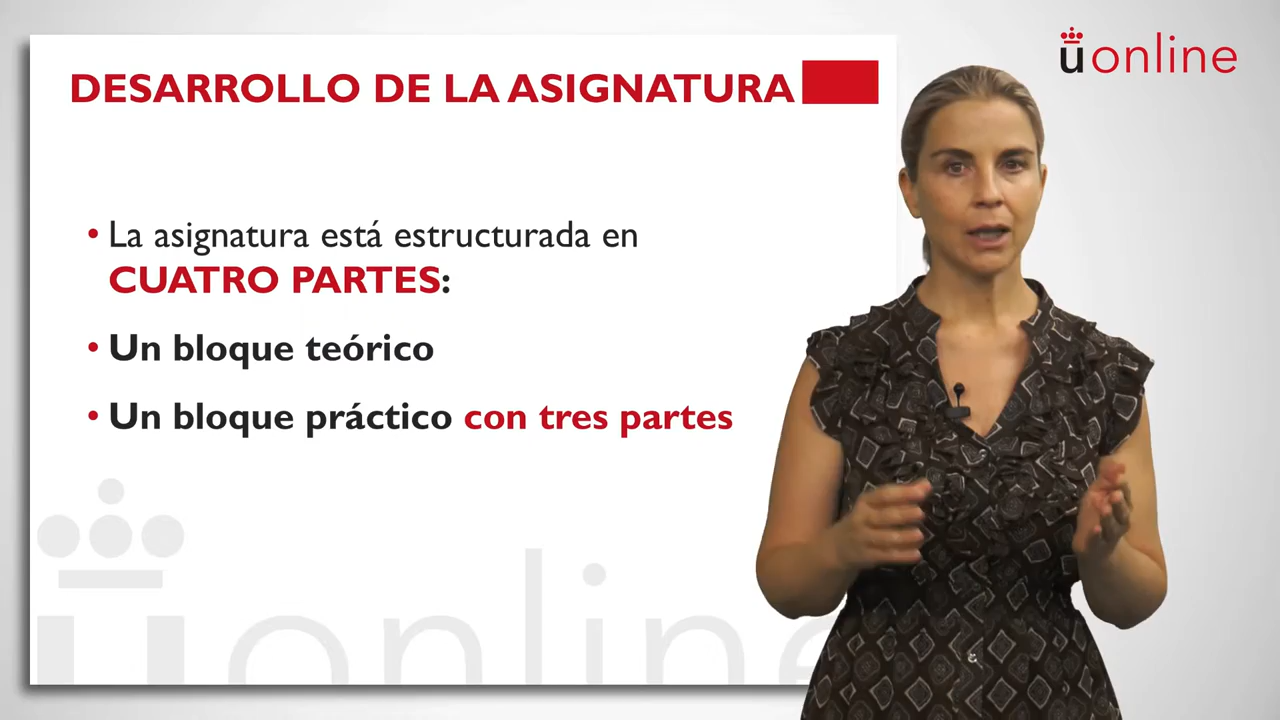 DESARROLLO DE LA ASIGNATURA
üonline
• La asignatura está estructurada en
CUATRO PARTES:
• Un bloque teórico
• Un bloque práctico con tres partes
üonline